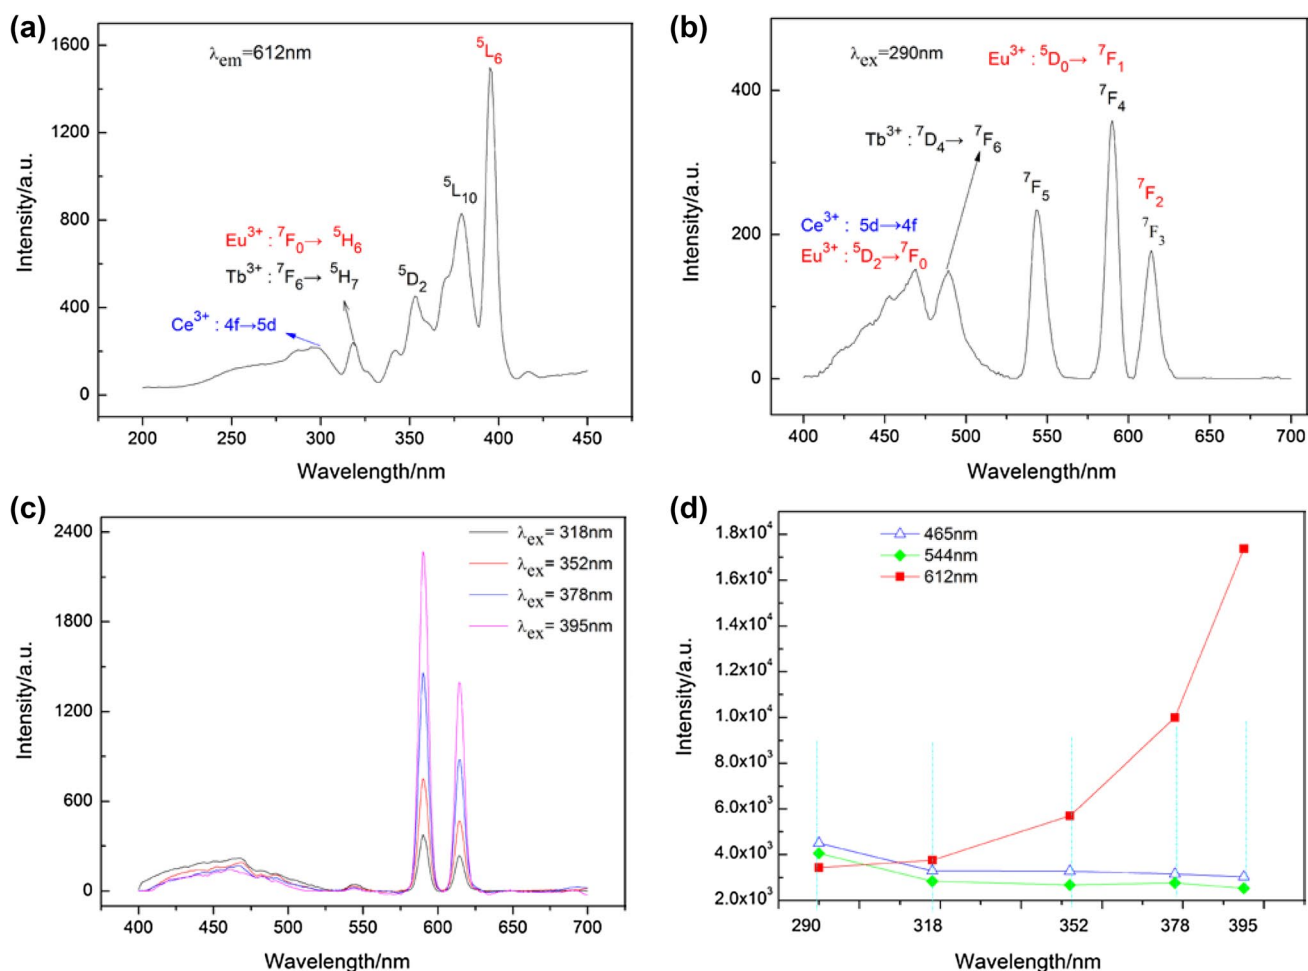 (a)
λem=612nm
⁵L₆
⁵L₁₀
Eu³⁺ : ⁷F₀→ ⁵H₆
Tb³⁺ : ⁷F₆→ ⁵H₇
⁵D₂
Ce³⁺ : 4f→5d
Intensity/a.u.
1600
1200
800
400
0
200 250 300 350 400 450
Wavelength/nm
(b)
λex=290nm
Eu³⁺ : ⁵D₀→ ⁷F₁
⁷F₄
Tb³⁺ : ⁷D₄→ ⁷F₆
⁷F₅
⁷F₂
⁷F₃
Ce³⁺ : 5d→4f
Eu³⁺ : ⁵D₂→⁷F₀
Intensity/a.u.
400
200
0
400 450 500 550 600 650 700
Wavelength/nm
(c)
λex= 318nm
λex= 352nm
λex= 378nm
λex= 395nm
Intensity/a.u.
2400
1800
1200
600
0
400 450 500 550 600 650 700
Wavelength/nm
(d)
465nm
544nm
612nm
Intensity/a.u.
1.8x10⁴
1.6x10⁴
1.4x10⁴
1.2x10⁴
1.0x10⁴
8.0x10³
6.0x10³
4.0x10³
2.0x10³
290 318 352 378 395
Wavelength/nm